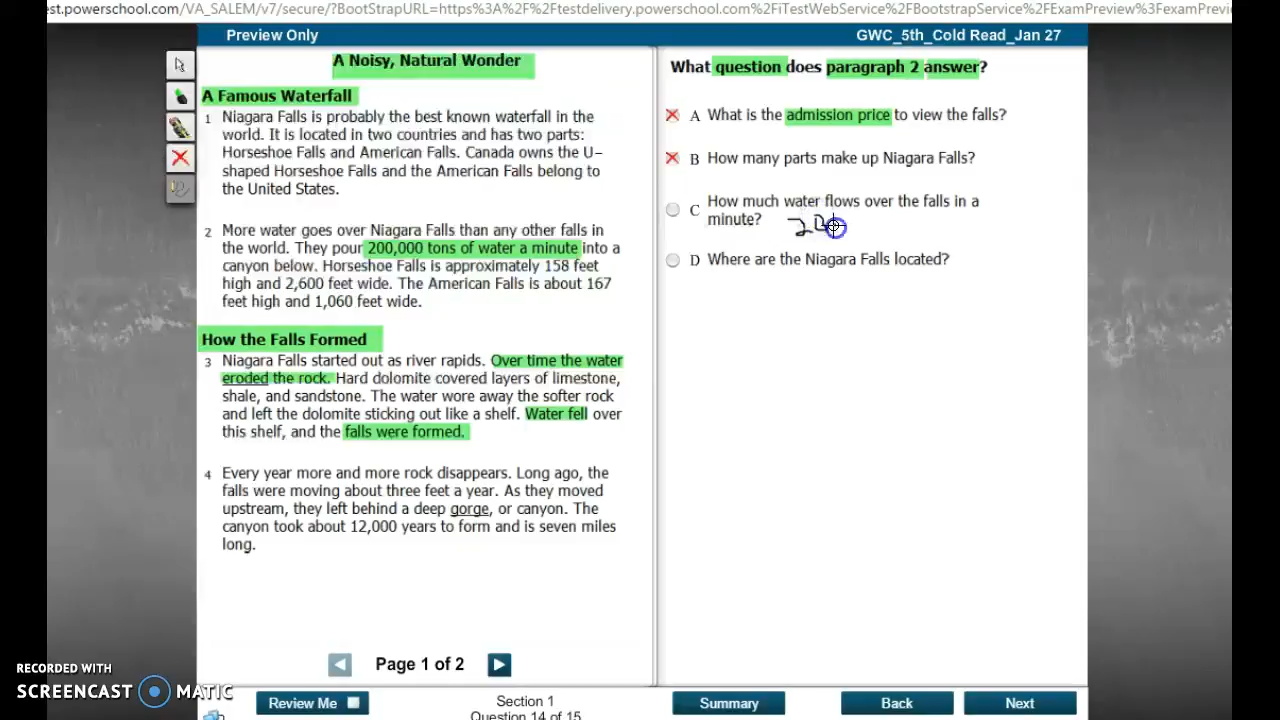 test.powerschool.com/VA_SALEM/v7/secure/?BootStrapURL=https%3A%2F%2Ftestdelivery.powerschool.com%2FiTestWebService%2FBootstrapService%2FExamPreview%3FexamPrevi
Preview Only
GWC_5th_Cold Read_Jan 27
A Noisy, Natural Wonder
A Famous Waterfall
1 Niagara Falls is probably the best known waterfall in the
world. It is located in two countries and has two parts:
Horseshoe Falls and American Falls. Canada owns the U–
shaped Horseshoe Falls and the American Falls belong to
the United States.
2 More water goes over Niagara Falls than any other falls in
the world. They pour 200,000 tons of water a minute into a
canyon below. Horseshoe Falls is approximately 158 feet
high and 2,600 feet wide. The American Falls is about 167
feet high and 1,060 feet wide.
How the Falls Formed
3 Niagara Falls started out as river rapids. Over time the water
eroded the rock. Hard dolomite covered layers of limestone,
shale, and sandstone. The water wore away the softer rock
and left the dolomite sticking out like a shelf. Water fell over
this shelf, and the falls were formed.
4 Every year more and more rock disappears. Long ago, the
falls were moving about three feet a year. As they moved
upstream, they left behind a deep gorge, or canyon. The
canyon took about 12,000 years to form and is seven miles
long.
Page 1 of 2
What question does paragraph 2 answer?
A What is the admission price to view the falls?
B How many parts make up Niagara Falls?
C How much water flows over the falls in a
minute?
D Where are the Niagara Falls located?
Review Me
Section 1
Question 14 of 15
Summary
Back
Next
RECORDED WITH
SCREENCAST MATIC